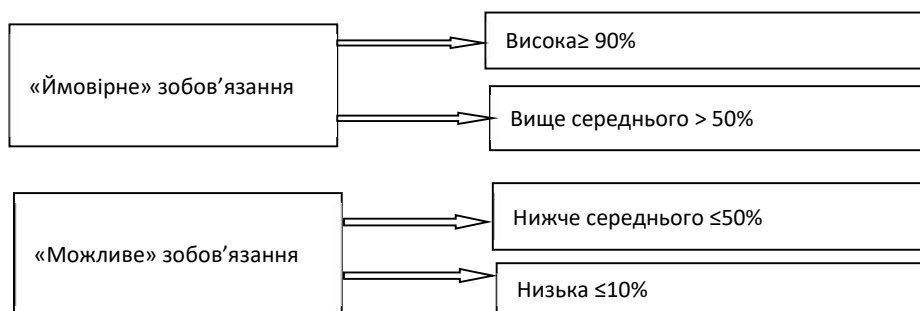 «Ймовірне» зобов’язання
Висока≥ 90%
Вище середнього > 50%
«Можливе» зобов’язання
Нижче середнього ≤50%
Низька ≤10%